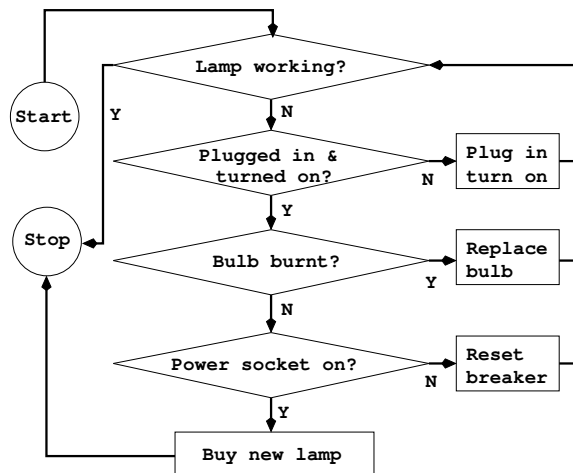 Lamp working?
Start
Y
N
Plugged in &
turned on?
N
Plug in
turn on
Y
Stop
Bulb burnt?
Y
Replace
bulb
N
Power socket on?
N
Reset
breaker
Y
Buy new lamp